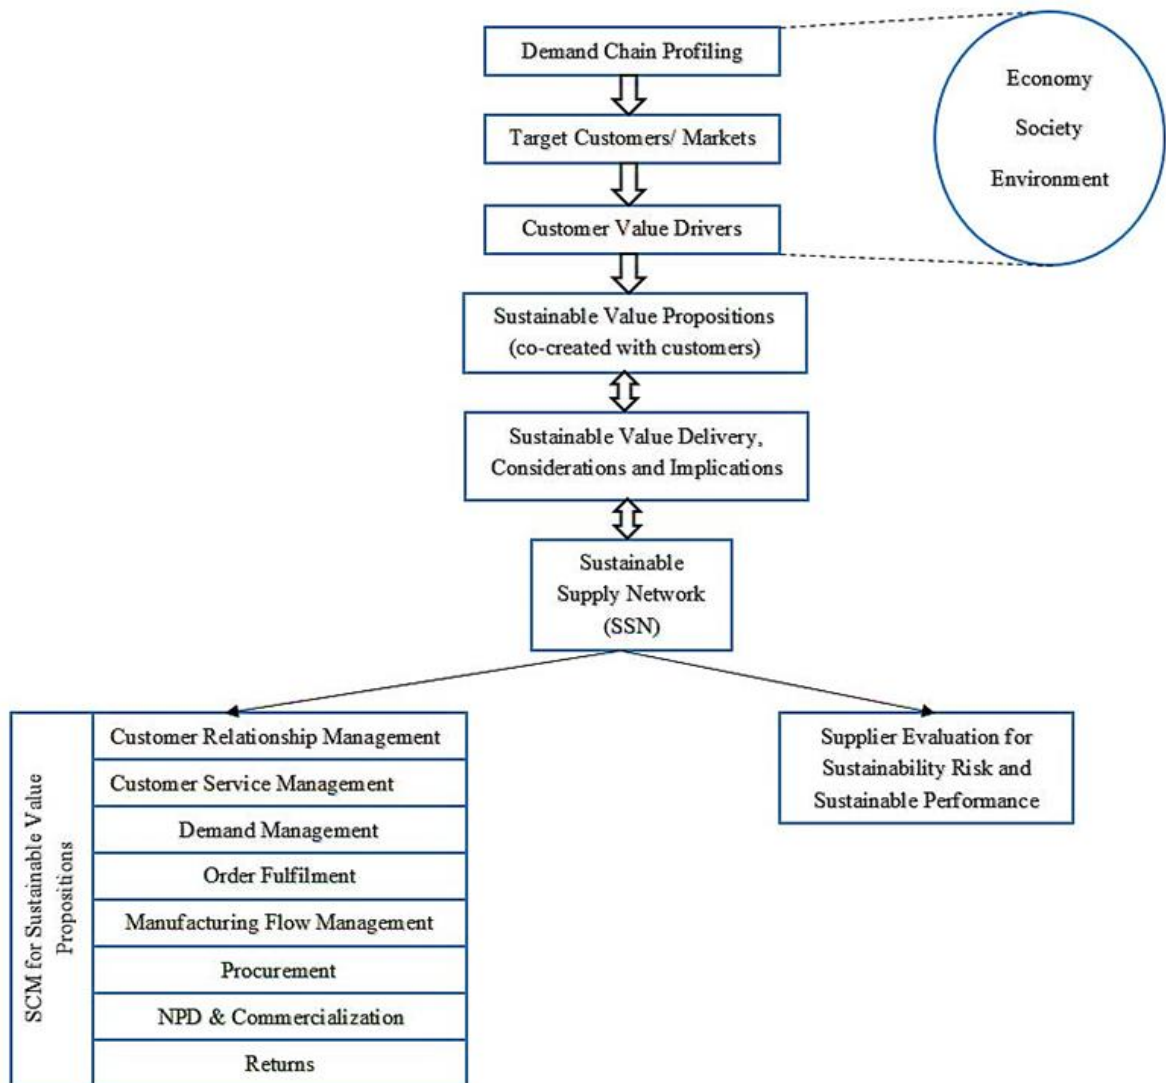 Demand Chain Profiling
Economy
Society
Environment
Target Customers/ Markets
Customer Value Drivers
Sustainable Value Propositions
(co-created with customers)
Sustainable Value Delivery,
Considerations and Implications
Sustainable
Supply Network
(SSN)
SCM for Sustainable Value
Propositions
Customer Relationship Management
Customer Service Management
Demand Management
Order Fulfilment
Manufacturing Flow Management
Procurement
NPD & Commercialization
Returns
Supplier Evaluation for
Sustainability Risk and
Sustainable Performance